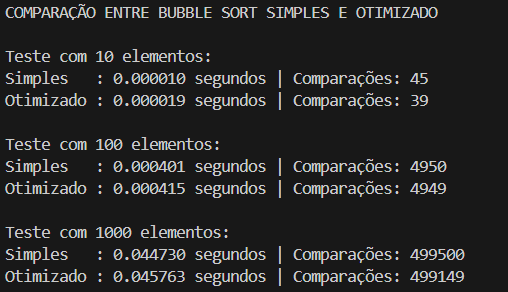 COMPARAÇÃO ENTRE BUBBLE SORT SIMPLES E OTIMIZADO
Teste com 10 elementos:
Simples   : 0.000010 segundos | Comparações: 45
Otimizado : 0.000019 segundos | Comparações: 39
Teste com 100 elementos:
Simples   : 0.000401 segundos | Comparações: 4950
Otimizado : 0.000415 segundos | Comparações: 4949
Teste com 1000 elementos:
Simples   : 0.044730 segundos | Comparações: 499500
Otimizado : 0.045763 segundos | Comparações: 499149